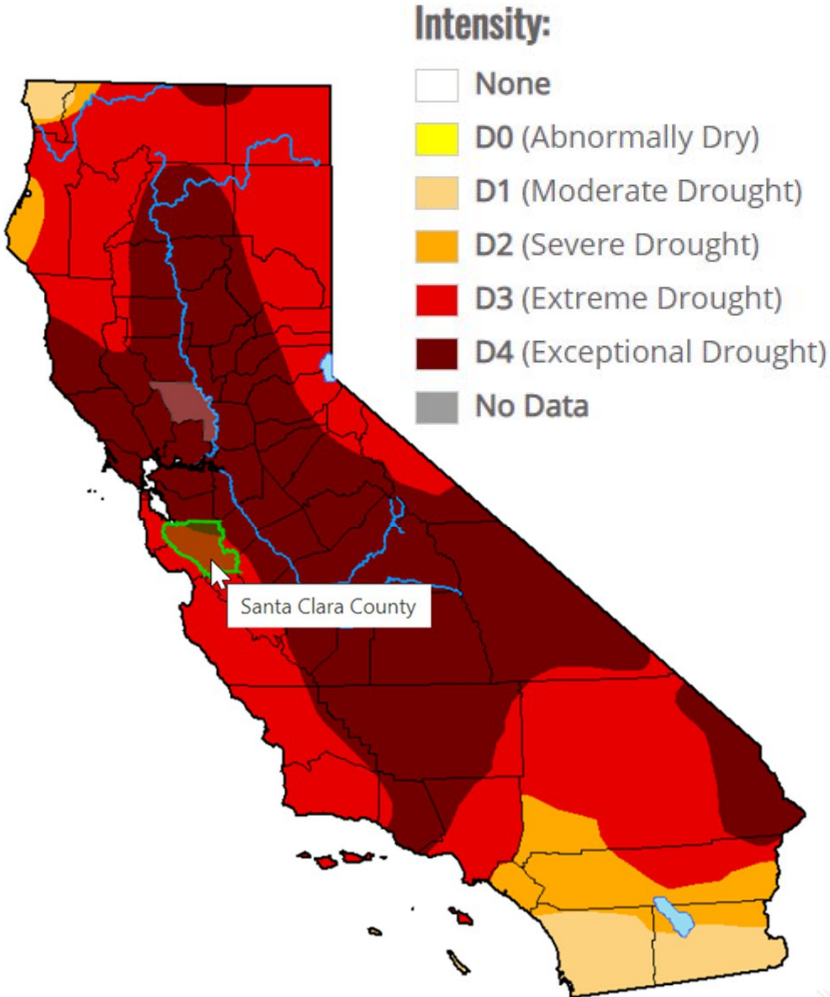 Intensity:
None
D0 (Abnormally Dry)
D1 (Moderate Drought)
D2 (Severe Drought)
D3 (Extreme Drought)
D4 (Exceptional Drought)
No Data
Santa Clara County